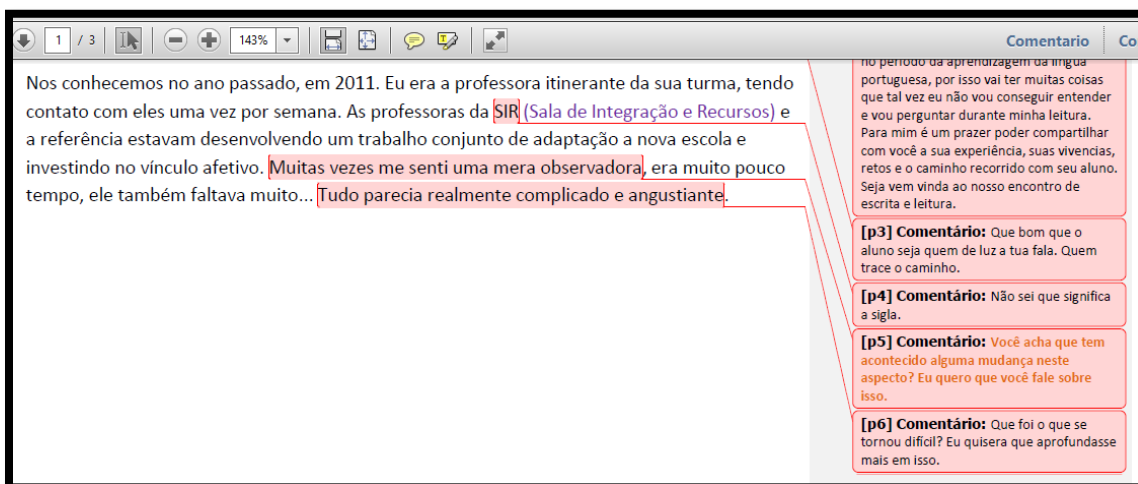 1 / 3
143%
Comentario
Co
Nos conhecemos no ano passado, em 2011. Eu era a professora itinerante da sua turma, tendo
contato com eles uma vez por semana. As professoras da SIR (Sala de Integração e Recursos) e
a referência estavam desenvolvendo um trabalho conjunto de adaptação a nova escola e
investindo no vínculo afetivo. Muitas vezes me senti uma mera observadora, era muito pouco
tempo, ele também faltava muito... Tudo parecia realmente complicado e angustiante.
no período da aprendizagem da língua
portuguesa, por isso vai ter muitas coisas
que tal vez eu não vou conseguir entender
e vou perguntar durante minha leitura.
Para mim é um prazer poder compartilhar
com você a sua experiência, suas vivencias,
retos e o caminho recorrido com seu aluno.
Seja vem vinda ao nosso encontro de
escrita e leitura.
[p3] Comentário: Que bom que o
aluno seja quem de luz a tua fala. Quem
trace o caminho.
[p4] Comentário: Não sei que significa
a sigla.
[p5] Comentário: Você acha que tem
acontecido alguma mudança neste
aspecto? Eu quero que você fale sobre
isso.
[p6] Comentário: Que foi o que se
tornou difícil? Eu quisera que aprofundasse
mais em isso.